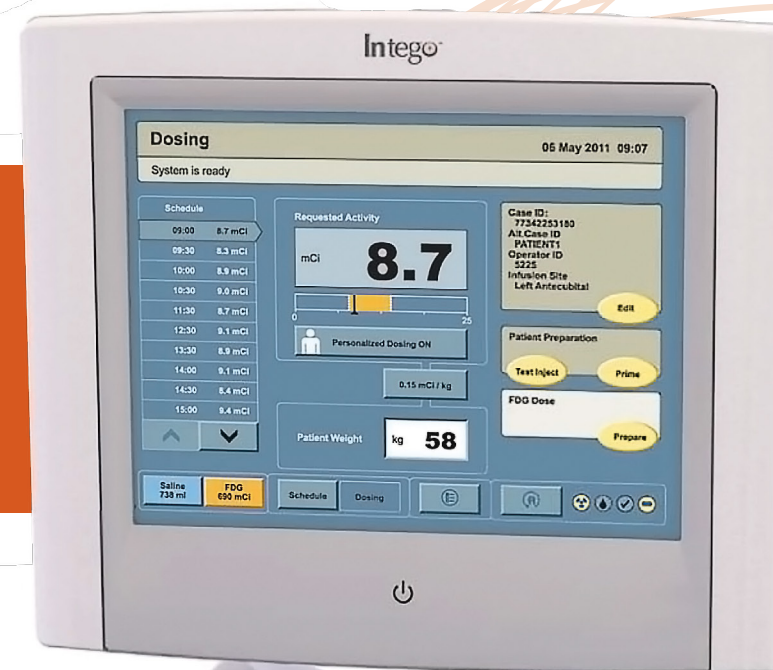 Intego
Dosing
06 May 2011 09:07
System is ready
Schedule
09:00 8.7 mCi
09:30 8.3 mCi
10:00 8.9 mCi
10:30 9.0 mCi
11:30 8.7 mCi
12:30 9.1 mCi
13:30 8.9 mCi
14:00 9.1 mCi
14:30 8.4 mCi
15:00 9.4 mCi
Requested Activity
mCi 8.7
0 25
Personalized Dosing ON
0.15 mCi / kg
Patient Weight kg 58
Case ID:
77342253180
Alt.Case ID
PATIENT1
Operator ID
5225
Infusion Site
Left Antecubital
Edit
Patient Preparation
Test Inject Prime
FDG Dose
Prepare
Saline
738 ml
FDG
690 mCi
Schedule Dosing